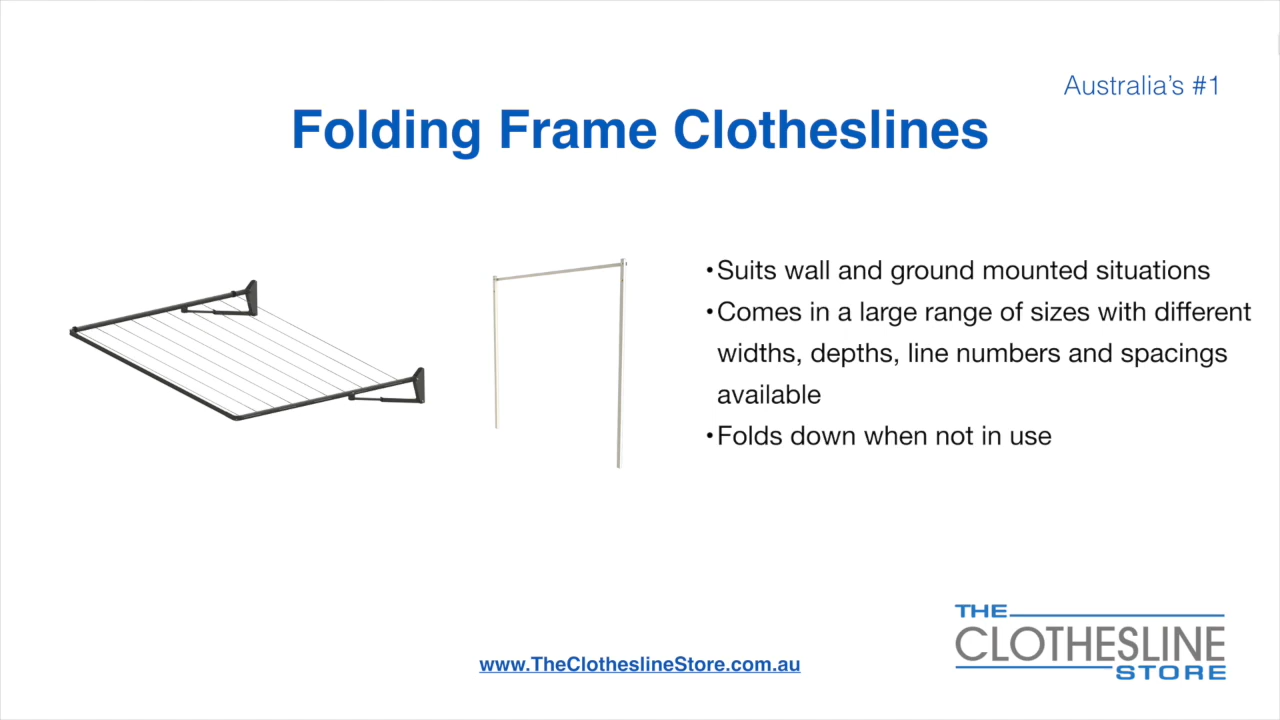 Australia's #1
Folding Frame Clotheslines
•Suits wall and ground mounted situations
•Comes in a large range of sizes with different
widths, depths, line numbers and spacings
available
•Folds down when not in use
www.TheClotheslineStore.com.au
THE
CLOTHESLINE
STORE